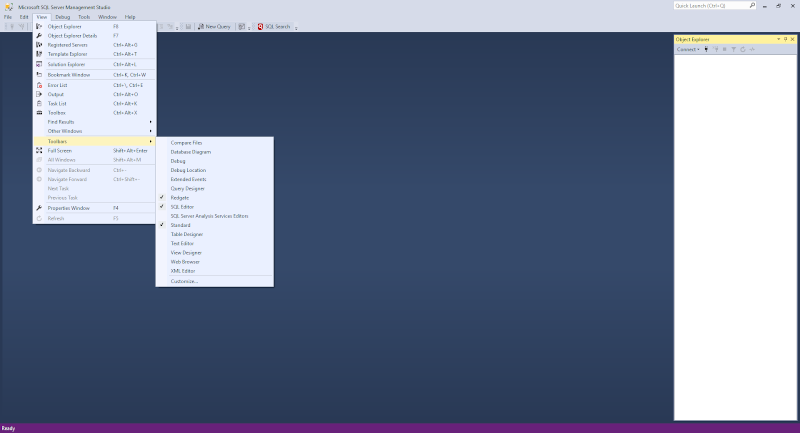 Microsoft SQL Server Management Studio
Quick Launch (Ctrl+Q)
File Edit View Debug Tools Window Help
New Query
SQL Search
Object Explorer F8
Object Explorer Details F7
Registered Servers Ctrl+Alt+G
Template Explorer Ctrl+Alt+T
Solution Explorer Ctrl+Alt+L
Bookmark Window Ctrl+K, Ctrl+W
Error List Ctrl+\, Ctrl+E
Output Ctrl+Alt+O
Task List Ctrl+Alt+K
Toolbox Ctrl+Alt+X
Find Results
Other Windows
Toolbars
Full Screen Shift+Alt+Enter
All Windows Shift+Alt+M
Navigate Backward Ctrl+-
Navigate Forward Ctrl+Shift+-
Next Task
Previous Task
Properties Window F4
Refresh F5
Compare Files
Database Diagram
Debug
Debug Location
Extended Events
Query Designer
Redgate
SQL Editor
SQL Server Analysis Services Editors
Standard
Table Designer
Text Editor
View Designer
Web Browser
XML Editor
Customize...
Object Explorer
Connect
Ready